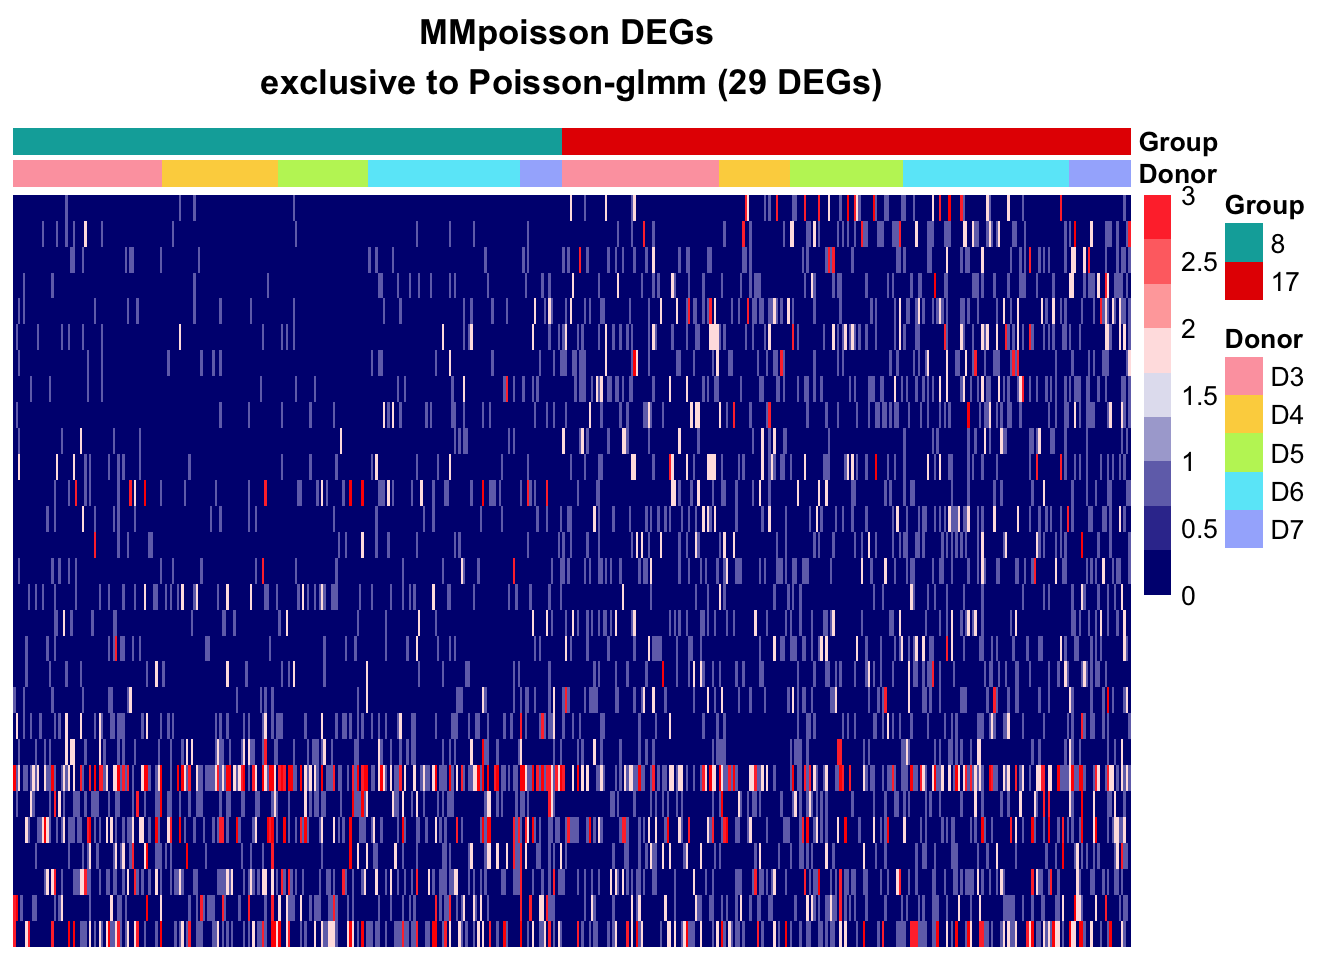 MMpoisson DEGs
exclusive to Poisson-glmm (29 DEGs)
Group
Donor
3
2.5
2
1.5
1
0.5
0
Group
8
17
Donor
D3
D4
D5
D6
D7